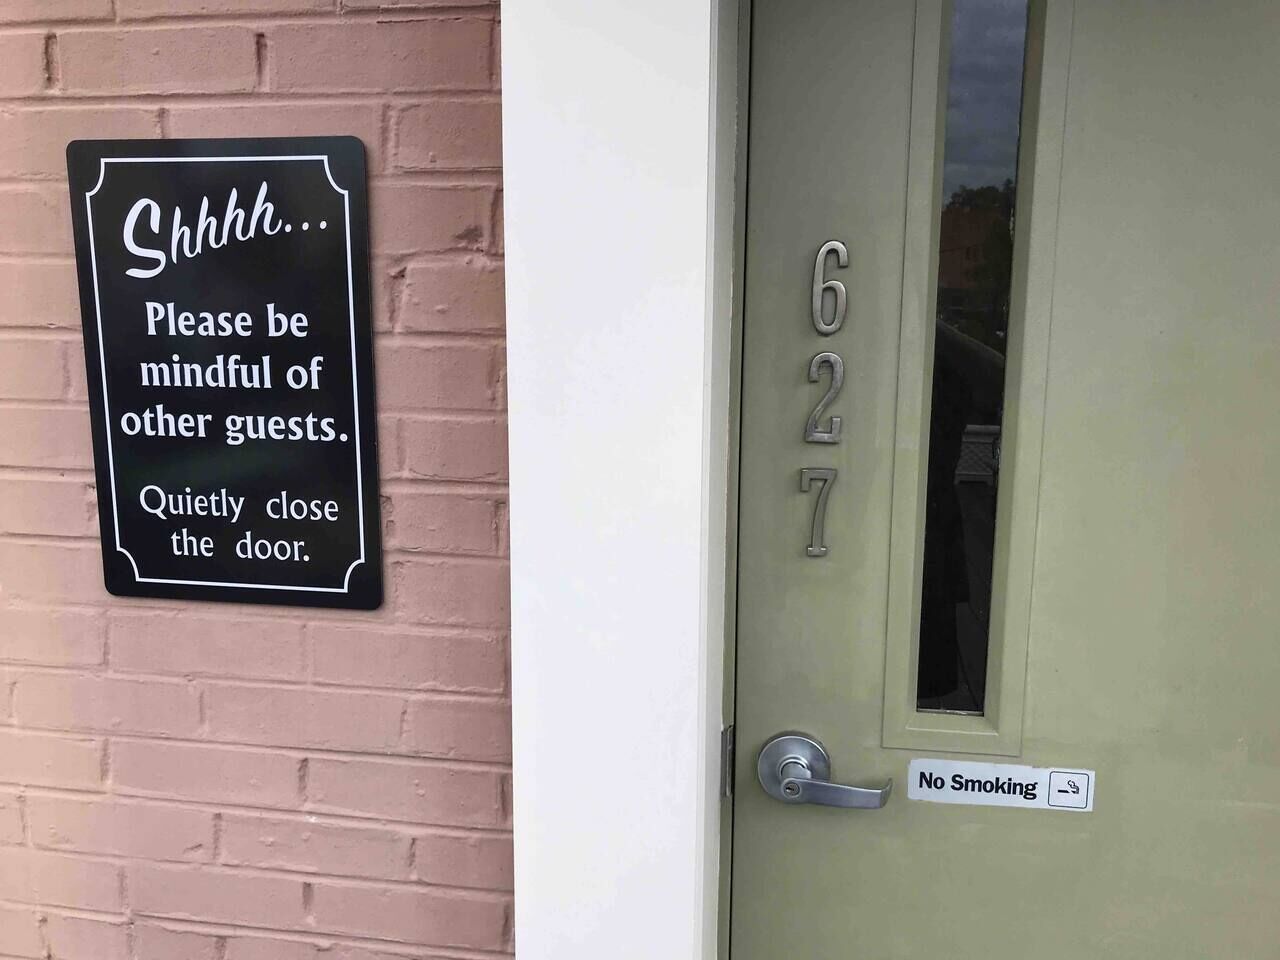 Shhhh...
Please be
mindful of
other guests.
Quietly close
the door.
6
2
7
No Smoking